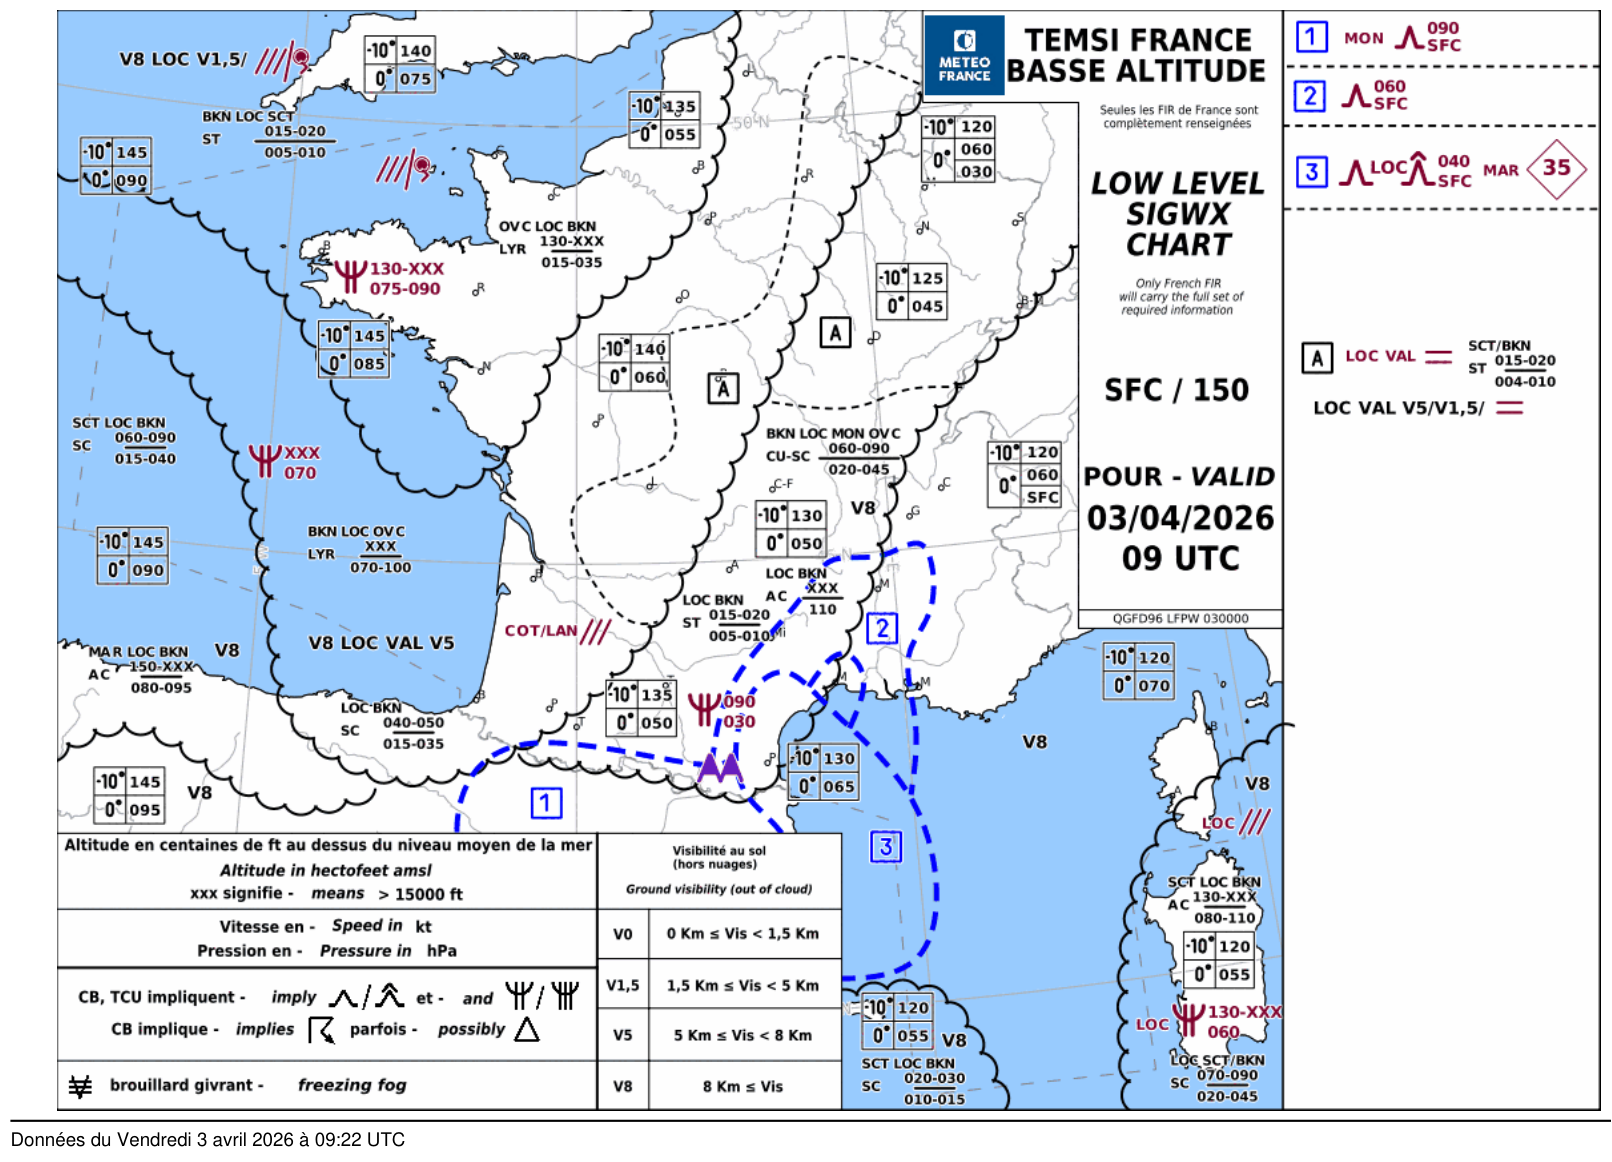 V8 LOC V1,5/
-10° 140
0° 075
BKN LOC SCT
ST 015-020
005-010
-10° 145
0° 090
-10° 135
0° 055
50°N
-10° 120
0° 060
030
OVC LOC BKN
LYR 130-XXX
015-035
130-XXX
075-090
-10° 145
0° 085
-10° 140
0° 060
-10° 125
0° 045
A
A
SCT LOC BKN
SC 060-090
015-040
XXX
070
BKN LOC MON OVC
CU-SC 060-090
020-045
V8
-10° 120
0° 060
SFC
-10° 130
0° 050
-10° 145
0° 090
BKN LOC OVC
LYR XXX
070-100
V8 LOC VAL V5
LOC BKN
AC XXX
110
LOC BKN
ST 015-020
005-010
COT/LAN
2
V8
MAR LOC BKN
AC 150-XXX
080-095
LOC BKN
SC 040-050
015-035
-10° 135
0° 050
090
030
-10° 120
0° 070
V8
-10° 130
0° 065
-10° 145
0° 095
V8
1
3
V8
LOC
SCT LOC BKN
AC 130-XXX
080-110
-10° 120
0° 055
LOC 130-XXX
060
LOC SCT/BKN
SC 070-090
020-045
-10° 120
0° 055
V8
SCT LOC BKN
SC 020-030
010-015
METEO
FRANCE
TEMSI FRANCE
BASSE ALTITUDE
Seules les FIR de France sont
complètement renseignées
LOW LEVEL
SIGWX
CHART
Only French FIR
will carry the full set of
required information
SFC / 150
POUR - VALID
03/04/2026
09 UTC
QGFD96 LFPW 030000
1 MON 090
SFC
2 060
SFC
3 LOC 040
SFC MAR 35
A LOC VAL SCT/BKN
ST 015-020
004-010
LOC VAL V5/V1,5/
Altitude en centaines de ft au dessus du niveau moyen de la mer
Altitude in hectofeet amsl
xxx signifie - means > 15000 ft
Vitesse en - Speed in kt
Pression en - Pressure in hPa
CB, TCU impliquent - imply / et - and /
CB implique - implies parfois - possibly
brouillard givrant - freezing fog
Visibilité au sol
(hors nuages)
Ground visibility (out of cloud)
V0 0 Km ≤ Vis < 1,5 Km
V1,5 1,5 Km ≤ Vis < 5 Km
V5 5 Km ≤ Vis < 8 Km
V8 8 Km ≤ Vis
Données du Vendredi 3 avril 2026 à 09:22 UTC